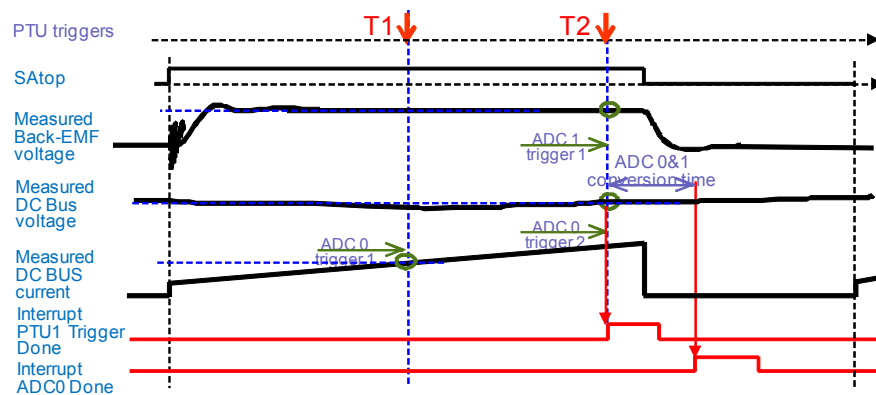 T1
T2
PTU triggers
SAtop
Measured
Back-EMF
voltage
ADC 1
trigger 1
ADC 0&1
conversion time
Measured
DC Bus
voltage
ADC 0
trigger 1
ADC 0
trigger 2
Measured
DC BUS
current
Interrupt
PTU1 Trigger
Done
Interrupt
ADC0 Done